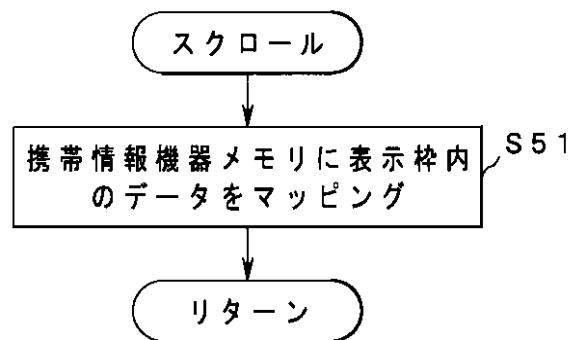 スクロール
携帯情報機器メモリに表示枠内
のデータをマッピング
S51
リターン